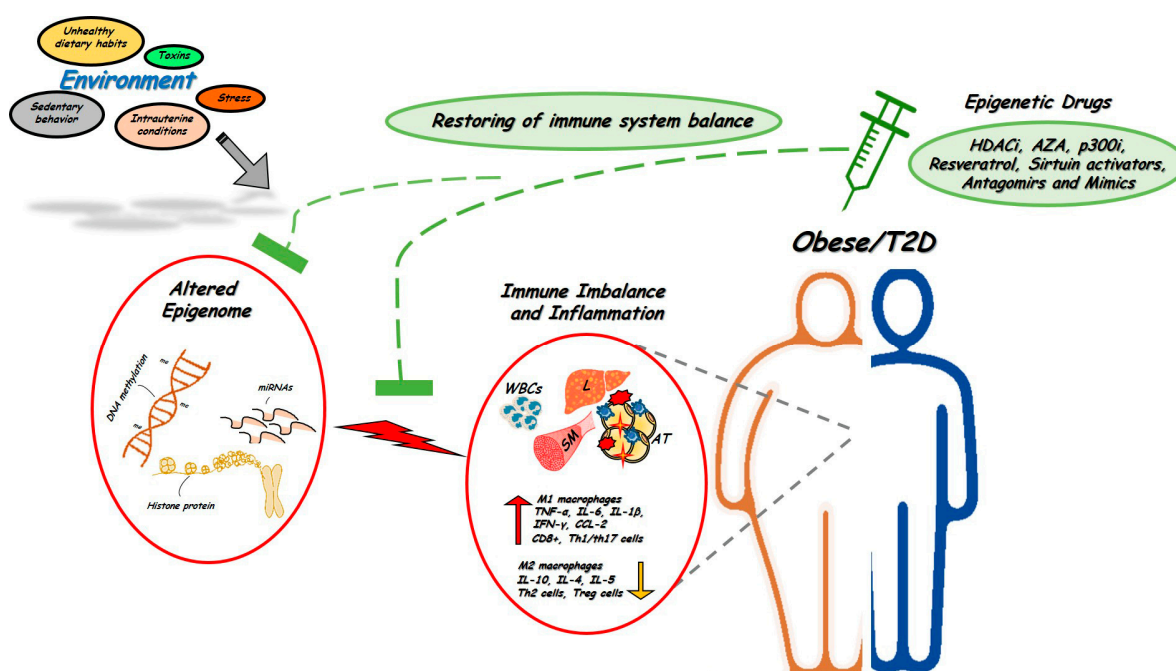 Unhealthy
dietary habits
Toxins
Environment
Stress
Sedentary
behavior
Intrauterine
conditions
Restoring of immune system balance
Epigenetic Drugs
HDACi, AZA, p300i,
Resveratrol, Sirtuin activators,
Antagomirs and Mimics
Obese/T2D
Altered
Epigenome
DNA methylation
me
me
me
miRNAs
Histone protein
Immune Imbalance
and Inflammation
WBCs
L
SM
AT
M1 macrophages
TNF-α, IL-6, IL-1β,
IFN-γ, CCL-2
CD8+, Th1/th17 cells
M2 macrophages
IL-10, IL-4, IL-5
Th2 cells, Treg cells